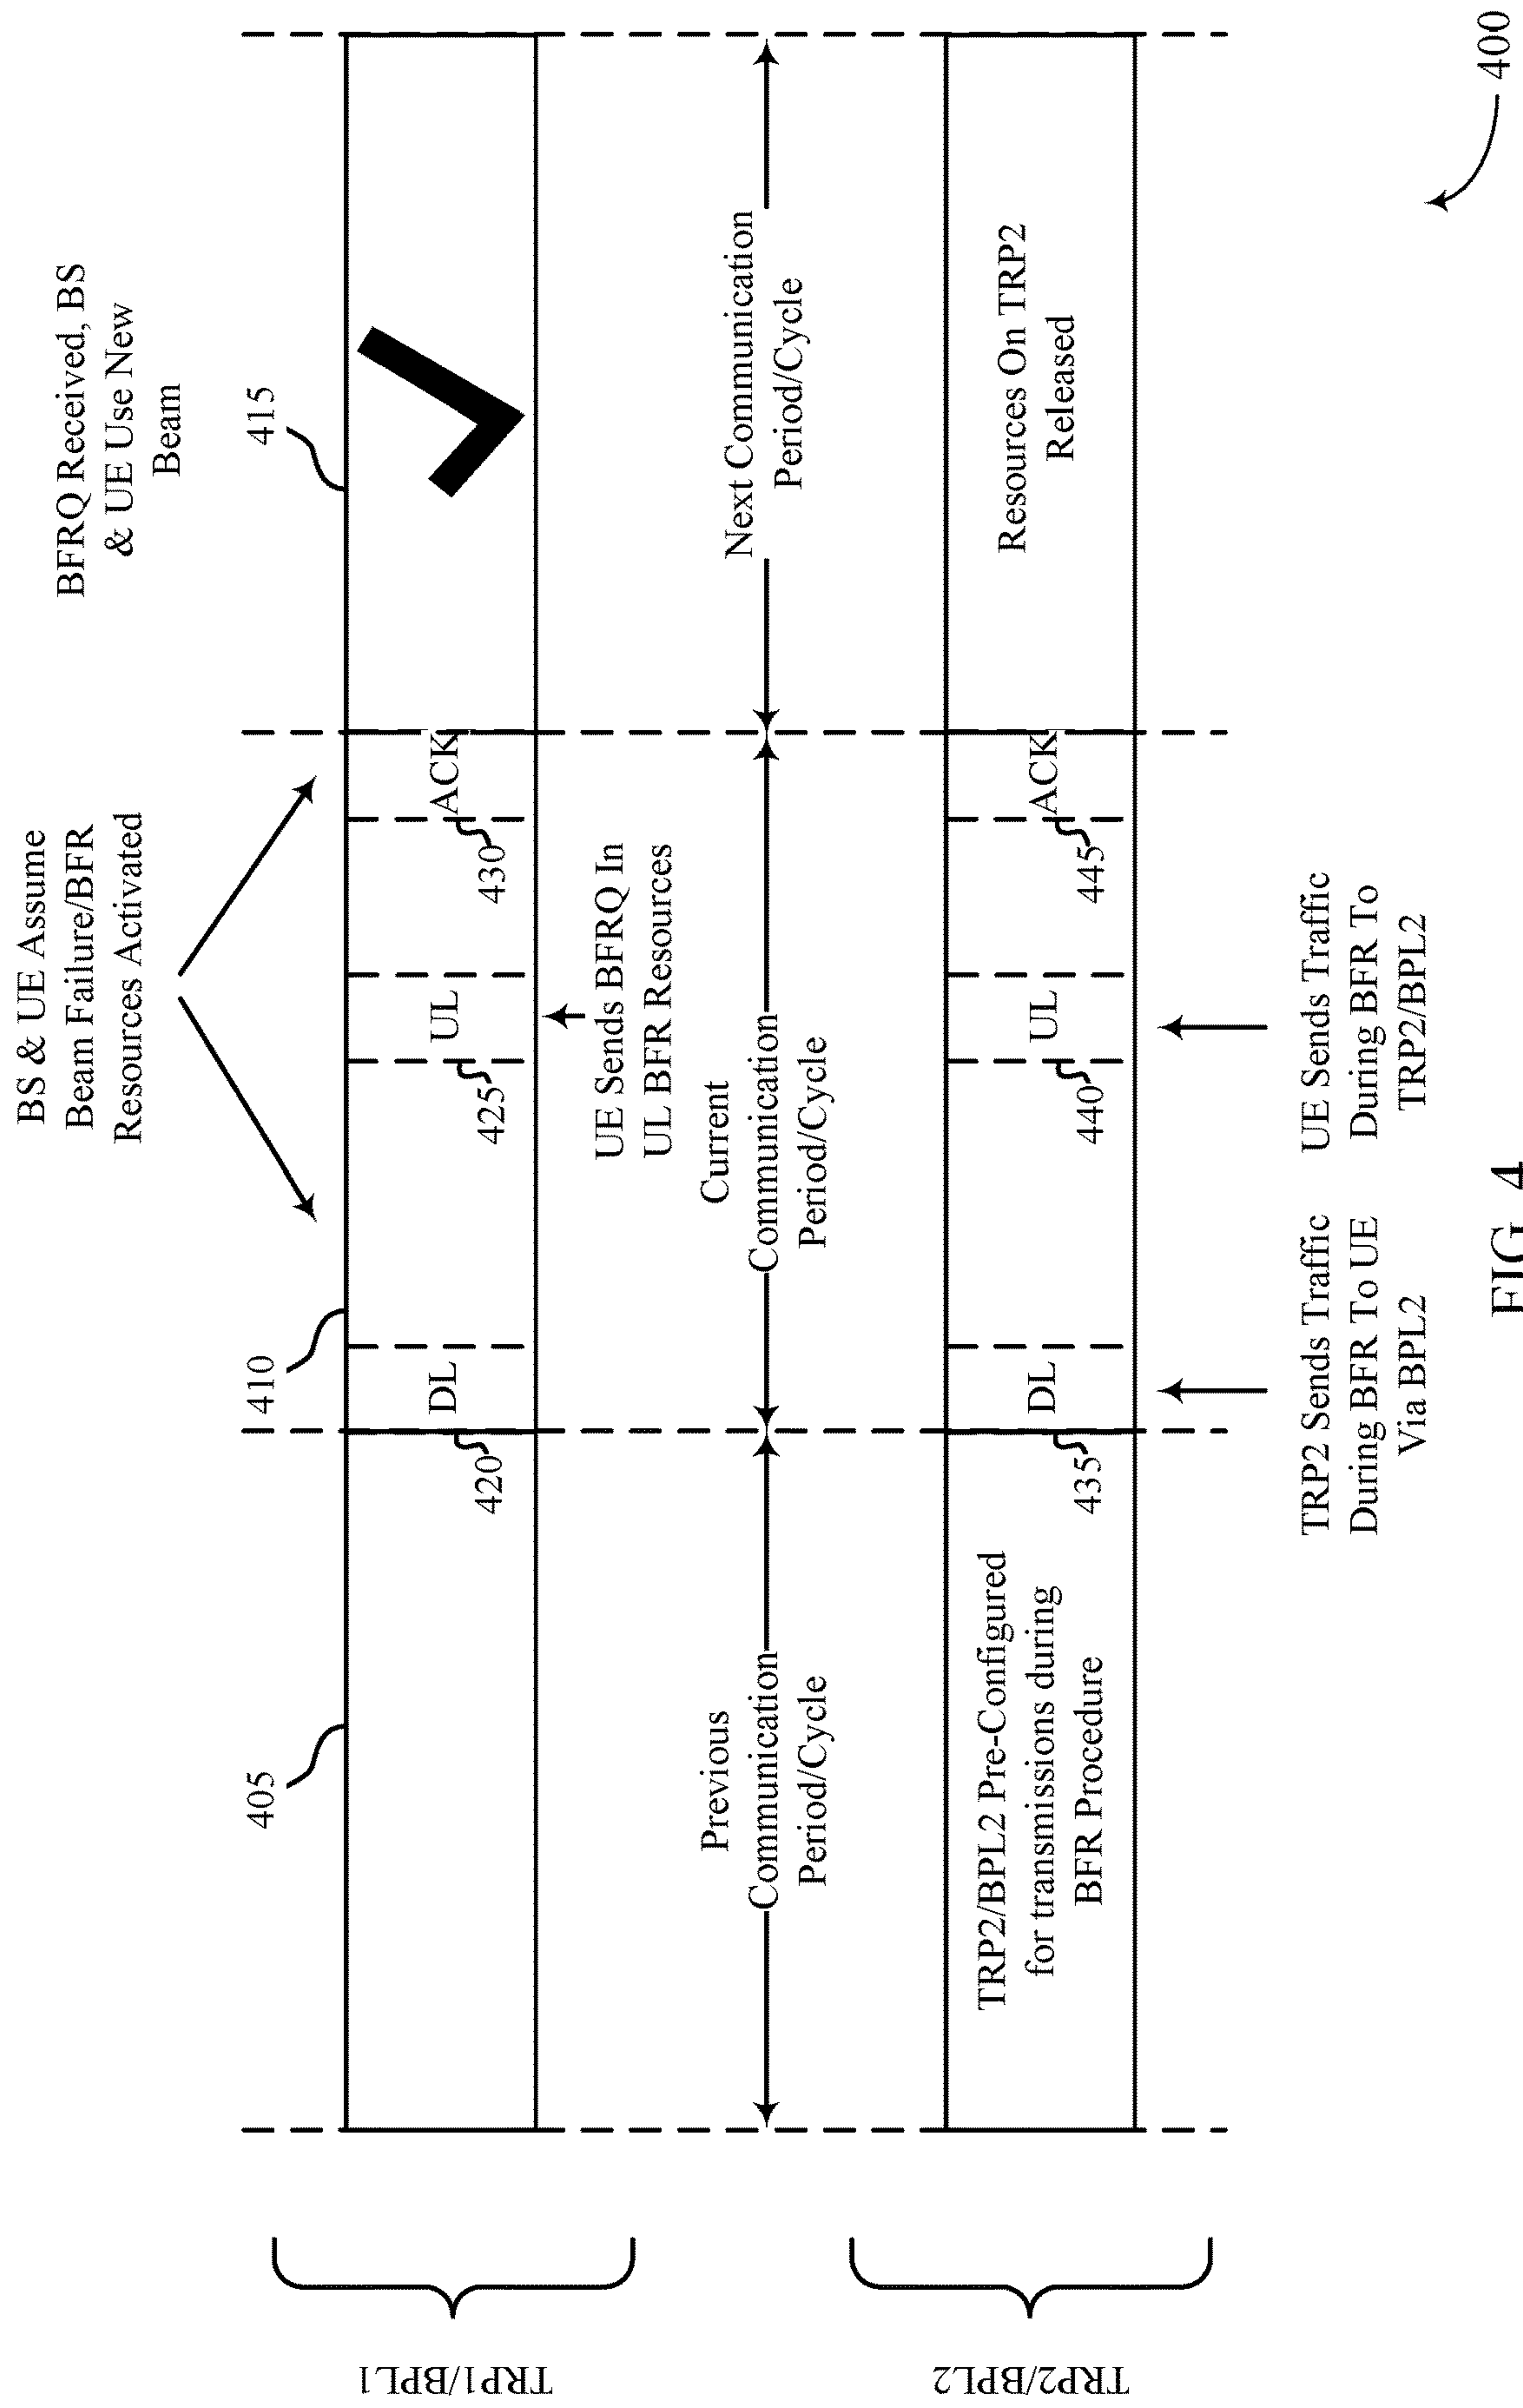 BS & UE Assume
Beam Failure/BFR
Resources Activated
BFRQ Received, BS
& UE Use New
Beam
405
410
415
TRP1/BPL1
DL
UL
ACK
420
425
430
UE Sends BFRQ In
UL BFR Resources
Previous
Communication
Period/Cycle
Current
Communication
Period/Cycle
Next Communication
Period/Cycle
TRP2/BPL2
TRP2/BPL2 Pre-Configured
for transmissions during
BFR Procedure
DL
UL
ACK
Resources On TRP2
Released
435
440
445
TRP2 Sends Traffic
During BFR To UE
Via BPL2
UE Sends Traffic
During BFR To
TRP2/BPL2
400
FIG. 4